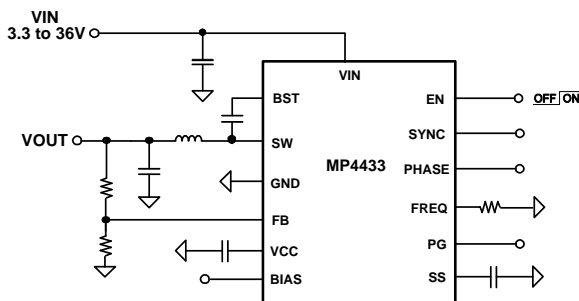 VIN
3.3 to 36V
VIN
BST
EN
OFF ON
SYNC
VOUT
SW
MP4433
PHASE
GND
FREQ
FB
VCC
PG
BIAS
SS